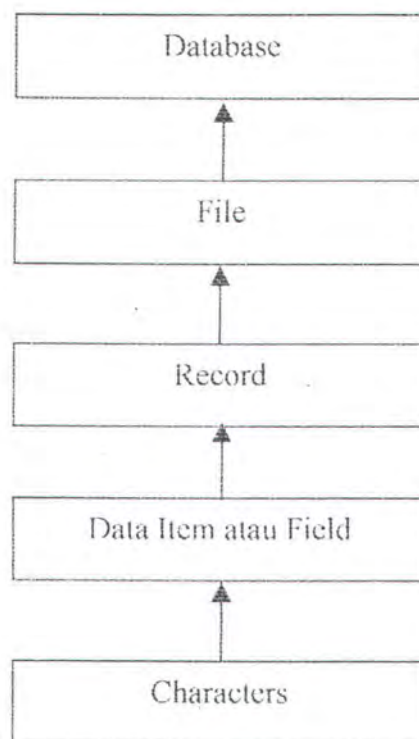 Database
File
Record
Data Item atau Field
Characters